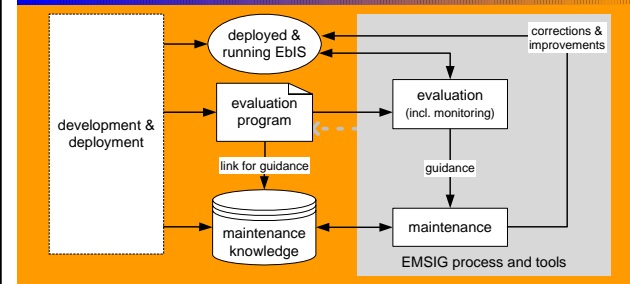 deployed &
running EbIS
corrections &
improvements
development &
deployment
evaluation
program
evaluation
(incl. monitoring)
link for guidance
guidance
maintenance
knowledge
maintenance
EMSIG process and tools